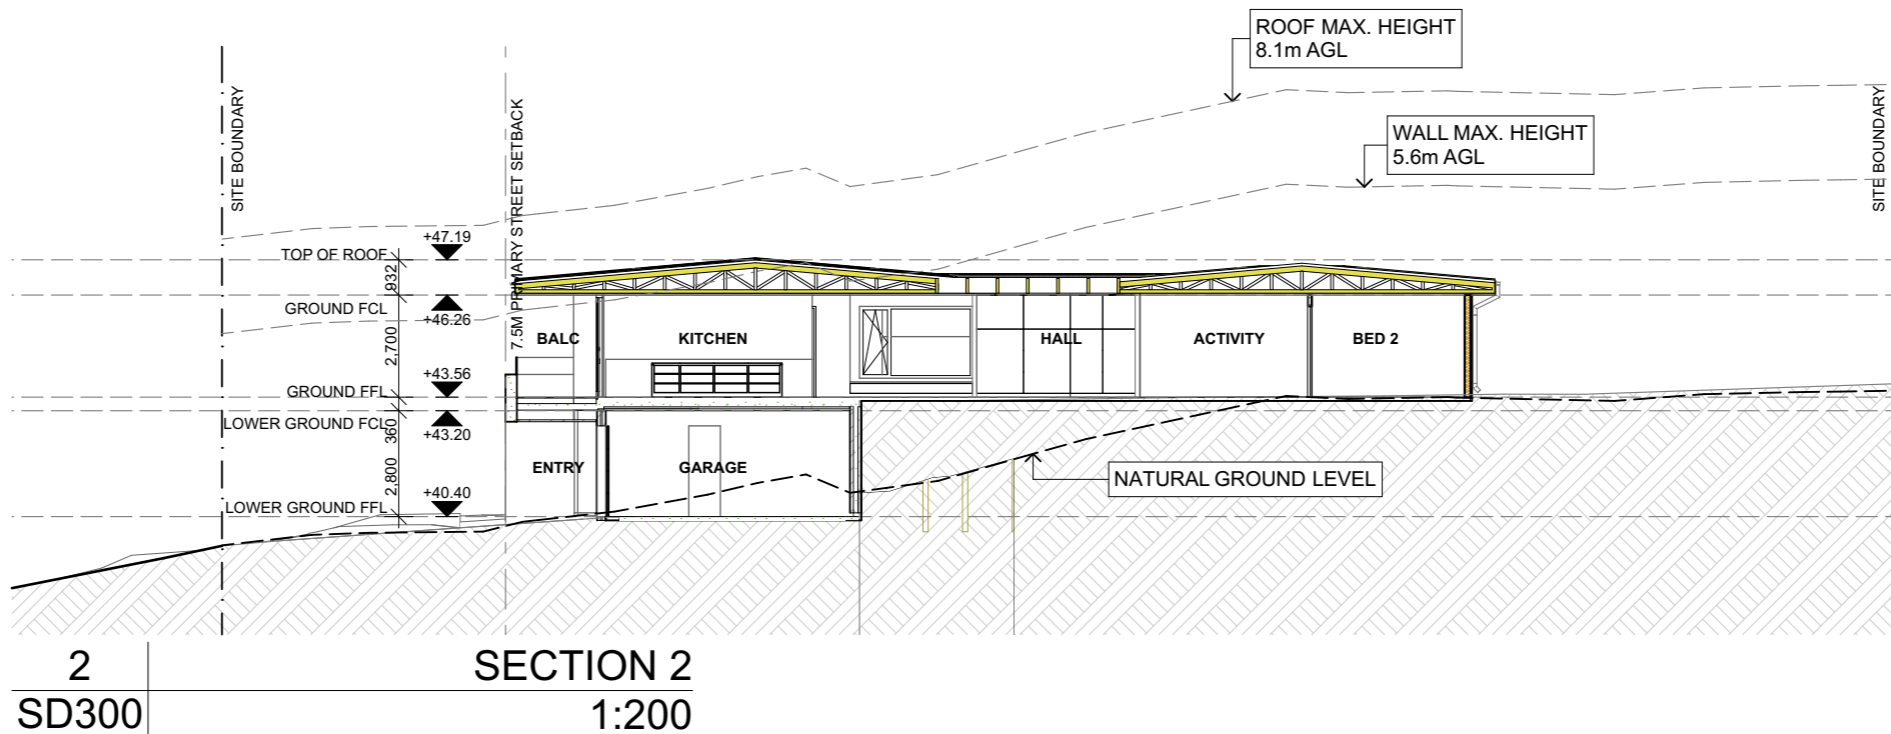 ROOF MAX. HEIGHT
8.1m AGL
WALL MAX. HEIGHT
5.6m AGL
SITE BOUNDARY
7.5M PRIMARY STREET SETBACK
SITE BOUNDARY
TOP OF ROOF
+47.19
932
GROUND FCL
+46.26
2,700
BALC
KITCHEN
HALL
ACTIVITY
BED 2
GROUND FFL
+43.56
LOWER GROUND FCL
360
+43.20
2,800
ENTRY
GARAGE
NATURAL GROUND LEVEL
LOWER GROUND FFL
+40.40
2
SECTION 2
SD300
1:200